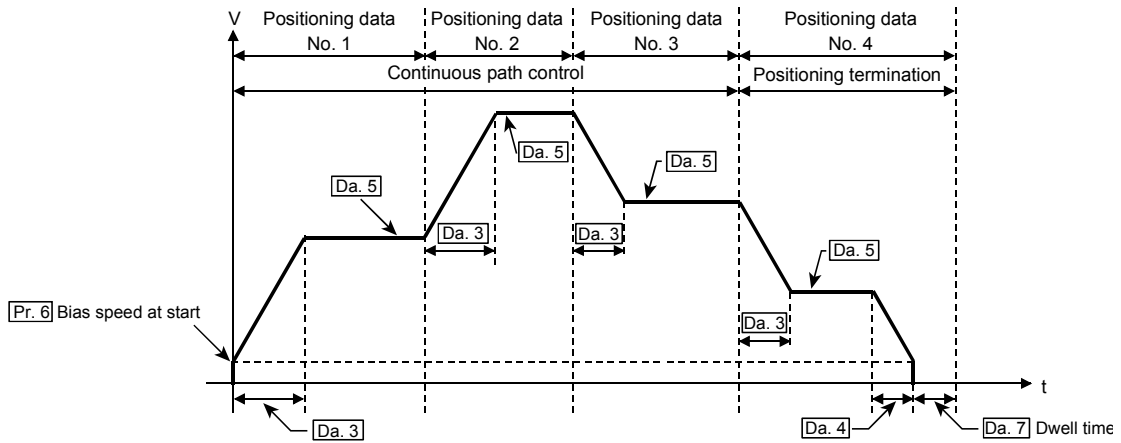 V
Positioning data
No. 1
Positioning data
No. 2
Positioning data
No. 3
Positioning data
No. 4
Continuous path control
Positioning termination
Da. 5
Da. 5
Da. 5
Da. 3
Da. 3
Da. 5
Pr. 6 Bias speed at start
Da. 3
t
Da. 3
Da. 4
Da. 7 Dwell time